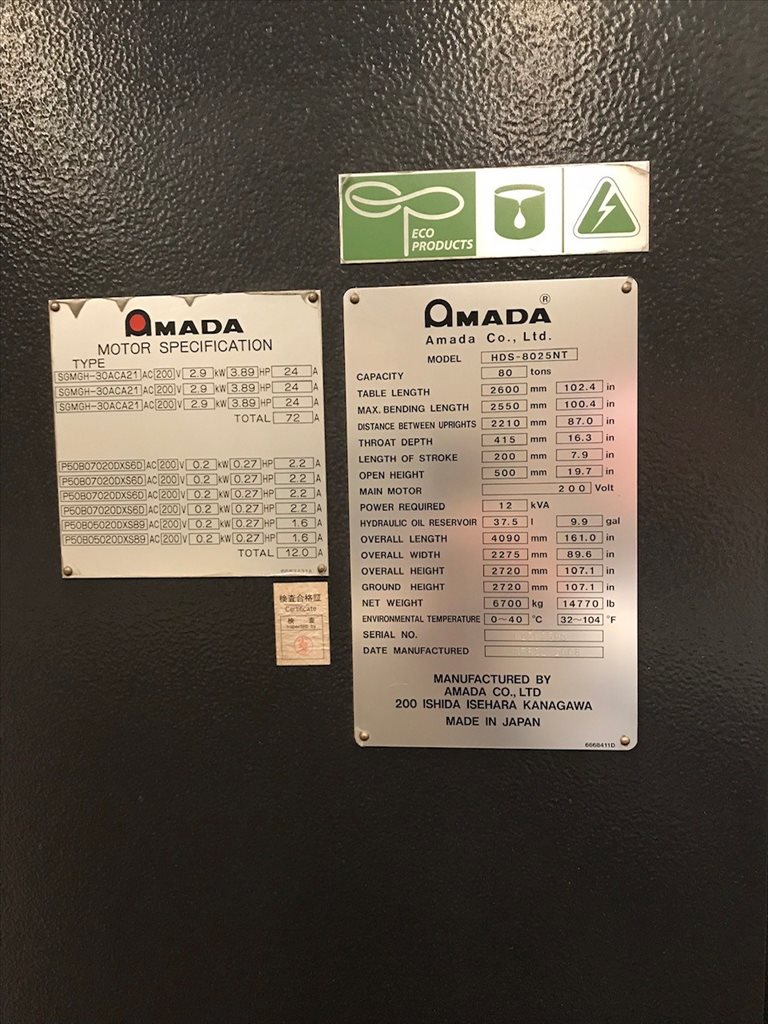 ECO
PRODUCTS
AMADA
MOTOR SPECIFICATION
TYPE
SGMGH-30ACA21 AC 200 V 2.9 kW 3.89 HP 24 A
SGMGH-30ACA21 AC 200 V 2.9 kW 3.89 HP 24 A
SGMGH-30ACA21 AC 200 V 2.9 kW 3.89 HP 24 A
TOTAL 72 A
P50B07020DXS6D AC 200 V 0.2 kW 0.27 HP 2.2 A
P50B07020DXS6D AC 200 V 0.2 kW 0.27 HP 2.2 A
P50B07020DXS6D AC 200 V 0.2 kW 0.27 HP 2.2 A
P50B07020DXS6D AC 200 V 0.2 kW 0.27 HP 2.2 A
P50B05020DXS89 AC 200 V 0.2 kW 0.27 HP 1.6 A
P50B05020DXS89 AC 200 V 0.2 kW 0.27 HP 1.6 A
TOTAL 12.0 A
検査合格証
Certificate
検査
Inspected by
AMADA ®
Amada Co., Ltd.
MODEL HDS-8025NT
CAPACITY 80 tons
TABLE LENGTH 2600 mm 102.4 in
MAX. BENDING LENGTH 2550 mm 100.4 in
DISTANCE BETWEEN UPRIGHTS 2210 mm 87.0 in
THROAT DEPTH 415 mm 16.3 in
LENGTH OF STROKE 200 mm 7.9 in
OPEN HEIGHT 500 mm 19.7 in
MAIN MOTOR 200 Volt
POWER REQUIRED 12 kVA
HYDRAULIC OIL RESERVOIR 37.5 l 9.9 gal
OVERALL LENGTH 4090 mm 161.0 in
OVERALL WIDTH 2275 mm 89.6 in
OVERALL HEIGHT 2720 mm 107.1 in
GROUND HEIGHT 2720 mm 107.1 in
NET WEIGHT 6700 kg 14770 lb
ENVIRONMENTAL TEMPERATURE 0~40 °C 32~104 °F
SERIAL NO.
DATE MANUFACTURED
MANUFACTURED BY
AMADA CO., LTD
200 ISHIDA ISEHARA KANAGAWA
MADE IN JAPAN
6668411D